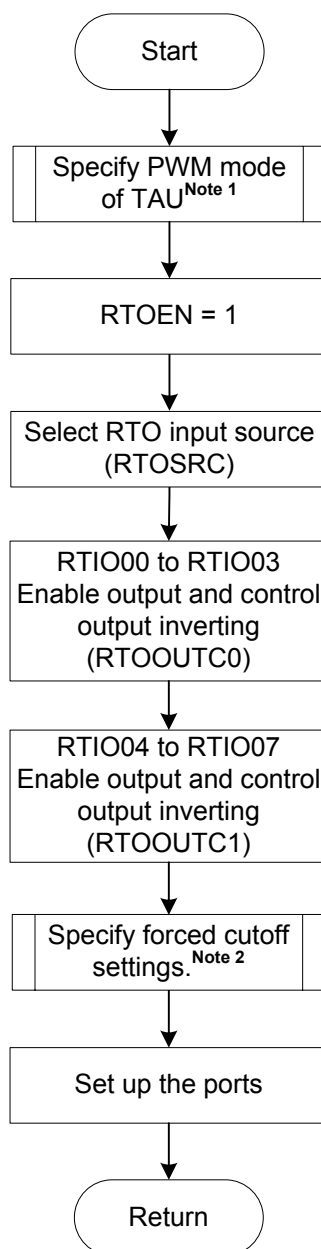 Start
Specify PWM mode
of TAU Note 1
RTOEN = 1
Select RTO input source
(RTOSRC)
RTIO00 to RTIO03
Enable output and control
output inverting
(RTOOUTC0)
RTIO04 to RTIO07
Enable output and control
output inverting
(RTOOUTC1)
Specify forced cutoff
settings. Note 2
Set up the ports
Return